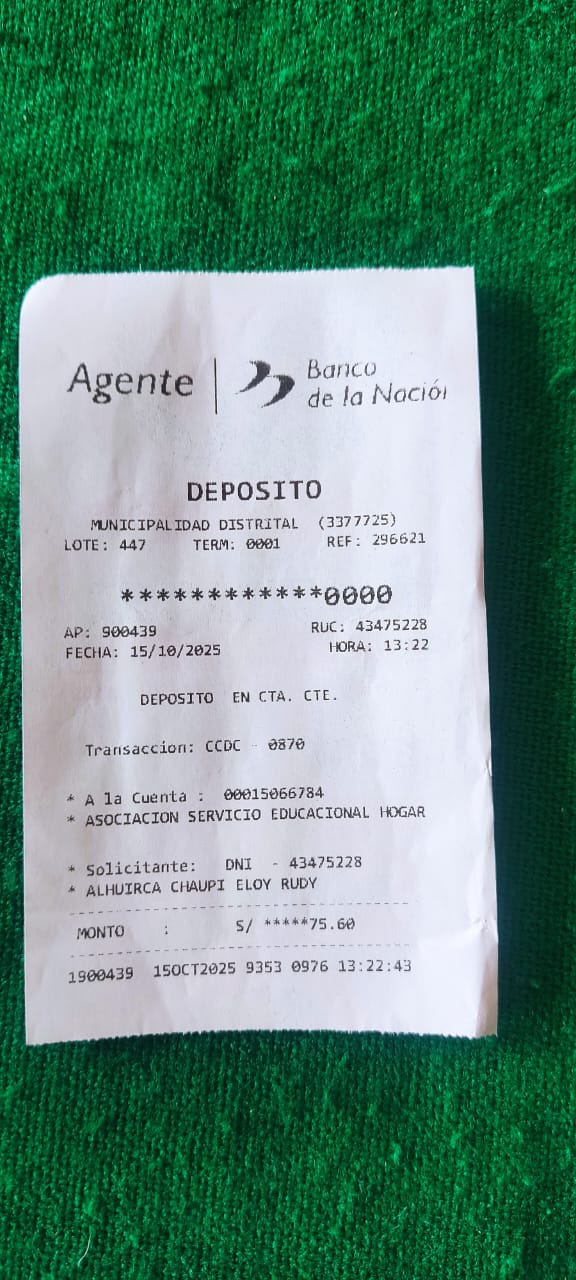 Agente
Banco
de la Nación
DEPOSITO
MUNICIPALIDAD DISTRITAL (3377725)
LOTE: 447 TERM: 0001 REF: 296621
************0000
AP: 900439 RUC: 43475228
FECHA: 15/10/2025 HORA: 13:22
DEPOSITO EN CTA. CTE.
Transaccion: CCDC - 0870
* A la Cuenta : 00015066784
* ASOCIACION SERVICIO EDUCACIONAL HOGAR
* Solicitante: DNI - 43475228
* ALHUIRCA CHAUPI ELOY RUDY
MONTO : S/ *****75.60
1900439 15OCT2025 9353 0976 13:22:43